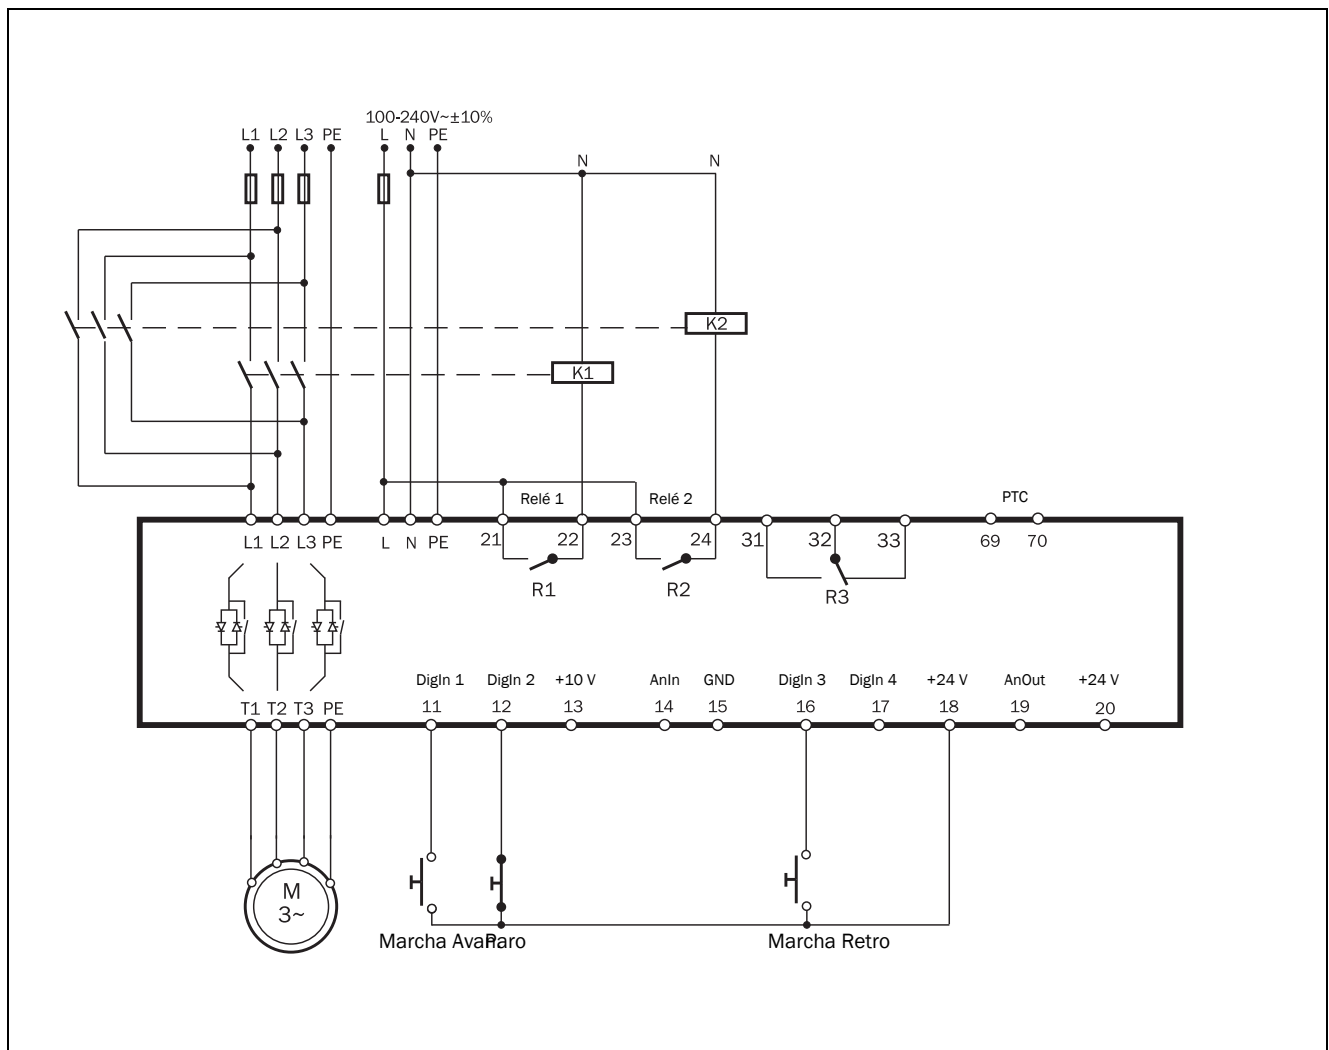 100-240V~±10%
L1 L2 L3 PE L N PE
N N
K2
K1
Relé 1 Relé 2 PTC
L1 L2 L3 PE L N PE 21 22 23 24 31 32 33 69 70
R1 R2 R3
DigIn 1 DigIn 2 +10 V AnIn GND DigIn 3 DigIn 4 +24 V AnOut +24 V
T1 T2 T3 PE 11 12 13 14 15 16 17 18 19 20
M
3~
Marcha Avan Paro Marcha Retro